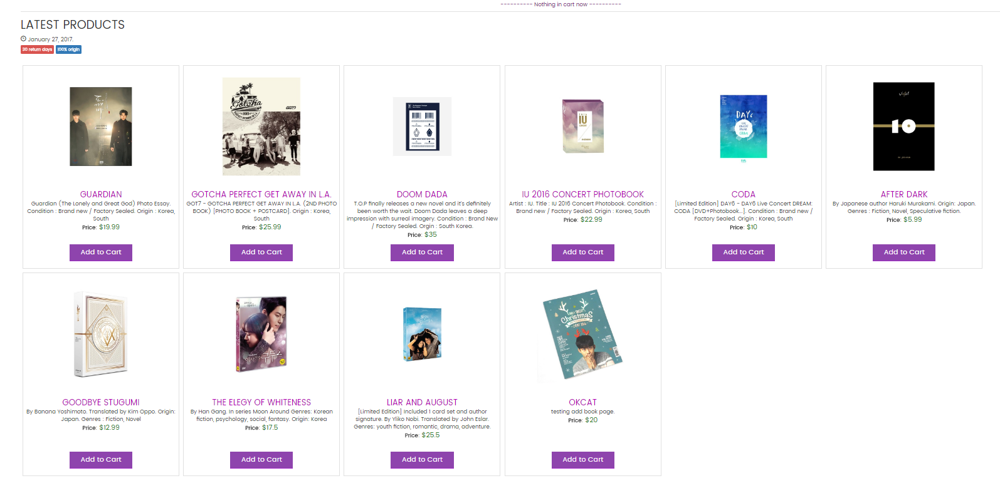 ---------- Nothing in cart now ----------
LATEST PRODUCTS
January 27, 2017.
30 return days 100% origin
GUARDIAN
Guardian (The Lonely and Great God) Photo Essay.
Condition : Brand new / Factory Sealed. Origin : Korea,
South
Price: $19.99
Add to Cart
Gotcha
2015
GOT7
GOTCHA PERFECT GET AWAY IN L.A.
GOT7 - GOTCHA PERFECT GET AWAY IN L.A. (2ND PHOTO
BOOK) [PHOTO BOOK + POSTCARD]. Origin : Korea,
South
Price: $25.99
Add to Cart
DOOM DADA
T.O.P finally releases a new novel and it's definitely
been worth the wait. Doom Dada leaves a deep
impression with surreal imagery. Condition : Brand New
/ Factory Sealed. Orgin : South Korea.
Price: $35
Add to Cart
IU
CONCERT
IU 2016 CONCERT PHOTOBOOK
Artist : IU. Title : IU 2016 Concert Photobook. Condition :
Brand new / Factory Sealed. Origin : Korea, South
Price: $22.99
Add to Cart
DAY6
CODA
CODA
[Limited Edition] DAY6 - DAY6 Live Concert DREAM:
CODA [DVD+Photobook...]. Condition : Brand new /
Factory Sealed. Origin : Korea, South
Price: $10
Add to Cart
10
AFTER DARK
By Japanese author Haruki Murakami. Origin: Japan.
Genres : Fiction, Novel, Speculative fiction.
Price: $5.99
Add to Cart
GOODBYE STUGUMI
By Banana Yoshimoto. Translated by Kim Oppo. Origin:
Japan. Genres : Fiction, Novel
Price: $12.99
Add to Cart
THE ELEGY OF WHITENESS
By Han Gang. In series Moon Around Genres: Korean
fiction, psychology, social, fantasy. Origin: Korea
Price: $17.5
Add to Cart
LIAR AND AUGUST
[Limited Edition] Included 1 card set and author
signature. By Yliko Nobi. Translated by John Eslar.
Genres: youth fiction, romantic, drama, adventure.
Price: $25.5
Add to Cart
Christmas
OKCAT
testing add book page.
Price: $20
Add to Cart